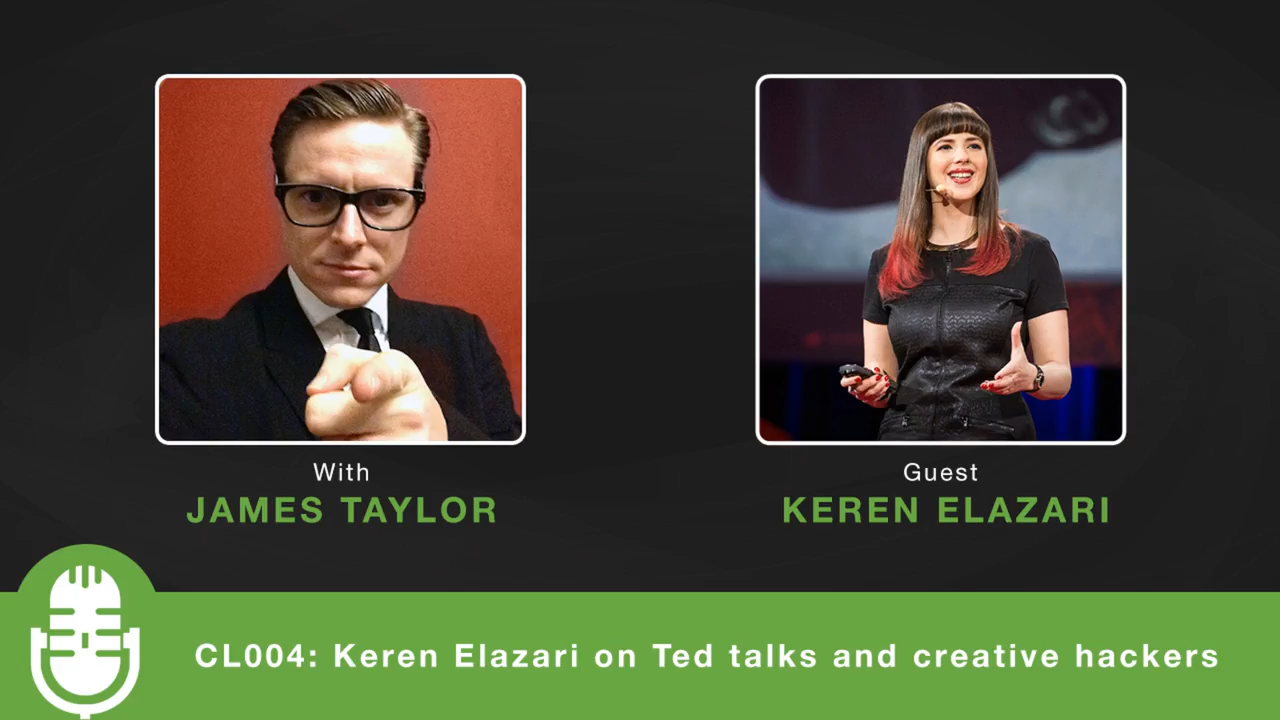 With
JAMES TAYLOR
Guest
KEREN ELAZARI
CL004: Keren Elazari on Ted talks and creative hackers